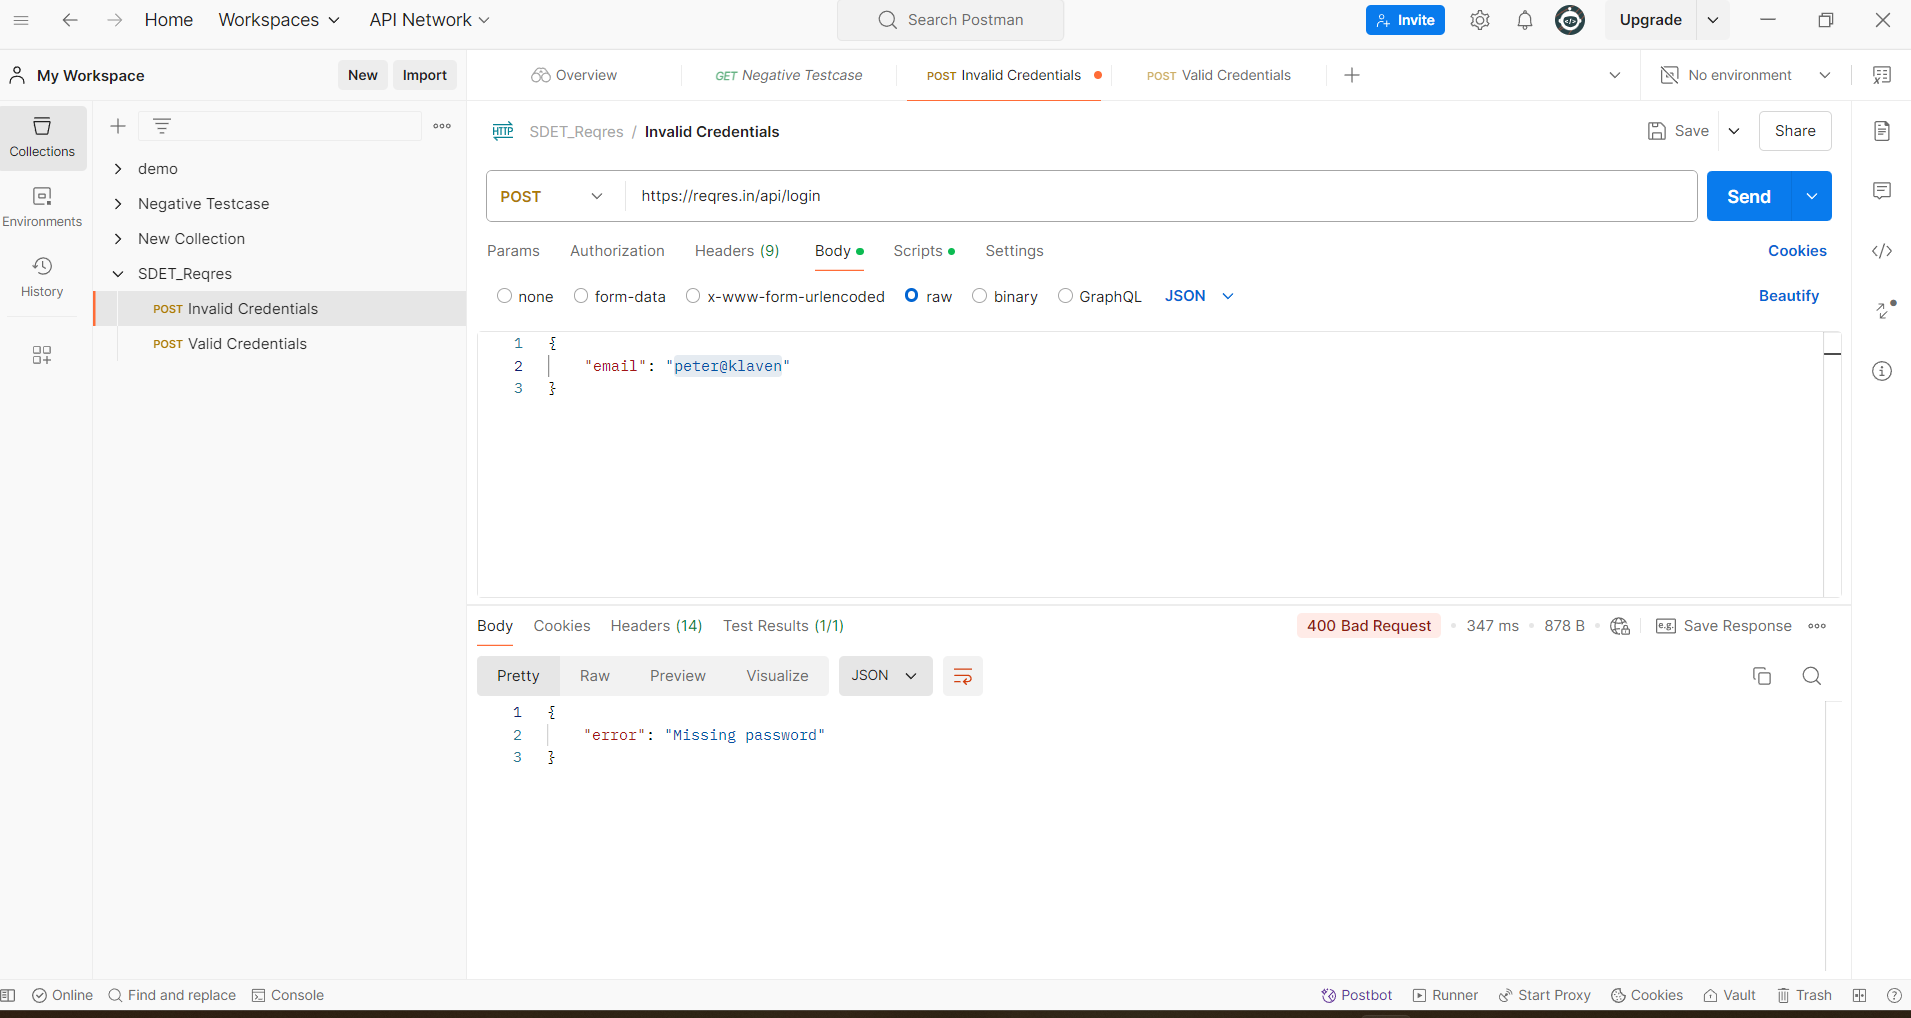 Home Workspaces API Network Search Postman Invite Upgrade
My Workspace New Import Overview GET Negative Testcase POST Invalid Credentials POST Valid Credentials No environment
Collections
Environments
History
demo
Negative Testcase
New Collection
SDET_Reqres
POST Invalid Credentials
POST Valid Credentials
HTTP SDET_Reqres / Invalid Credentials Save Share
POST https://reqres.in/api/login Send
Params Authorization Headers (9) Body Scripts Settings Cookies
none form-data x-www-form-urlencoded raw binary GraphQL JSON Beautify
1 {
2 "email": "peter@klaven"
3 }
Body Cookies Headers (14) Test Results (1/1) 400 Bad Request 347 ms 878 B e.g. Save Response
Pretty Raw Preview Visualize JSON
1 {
2 "error": "Missing password"
3 }
Online Find and replace Console Postbot Runner Start Proxy Cookies Vault Trash